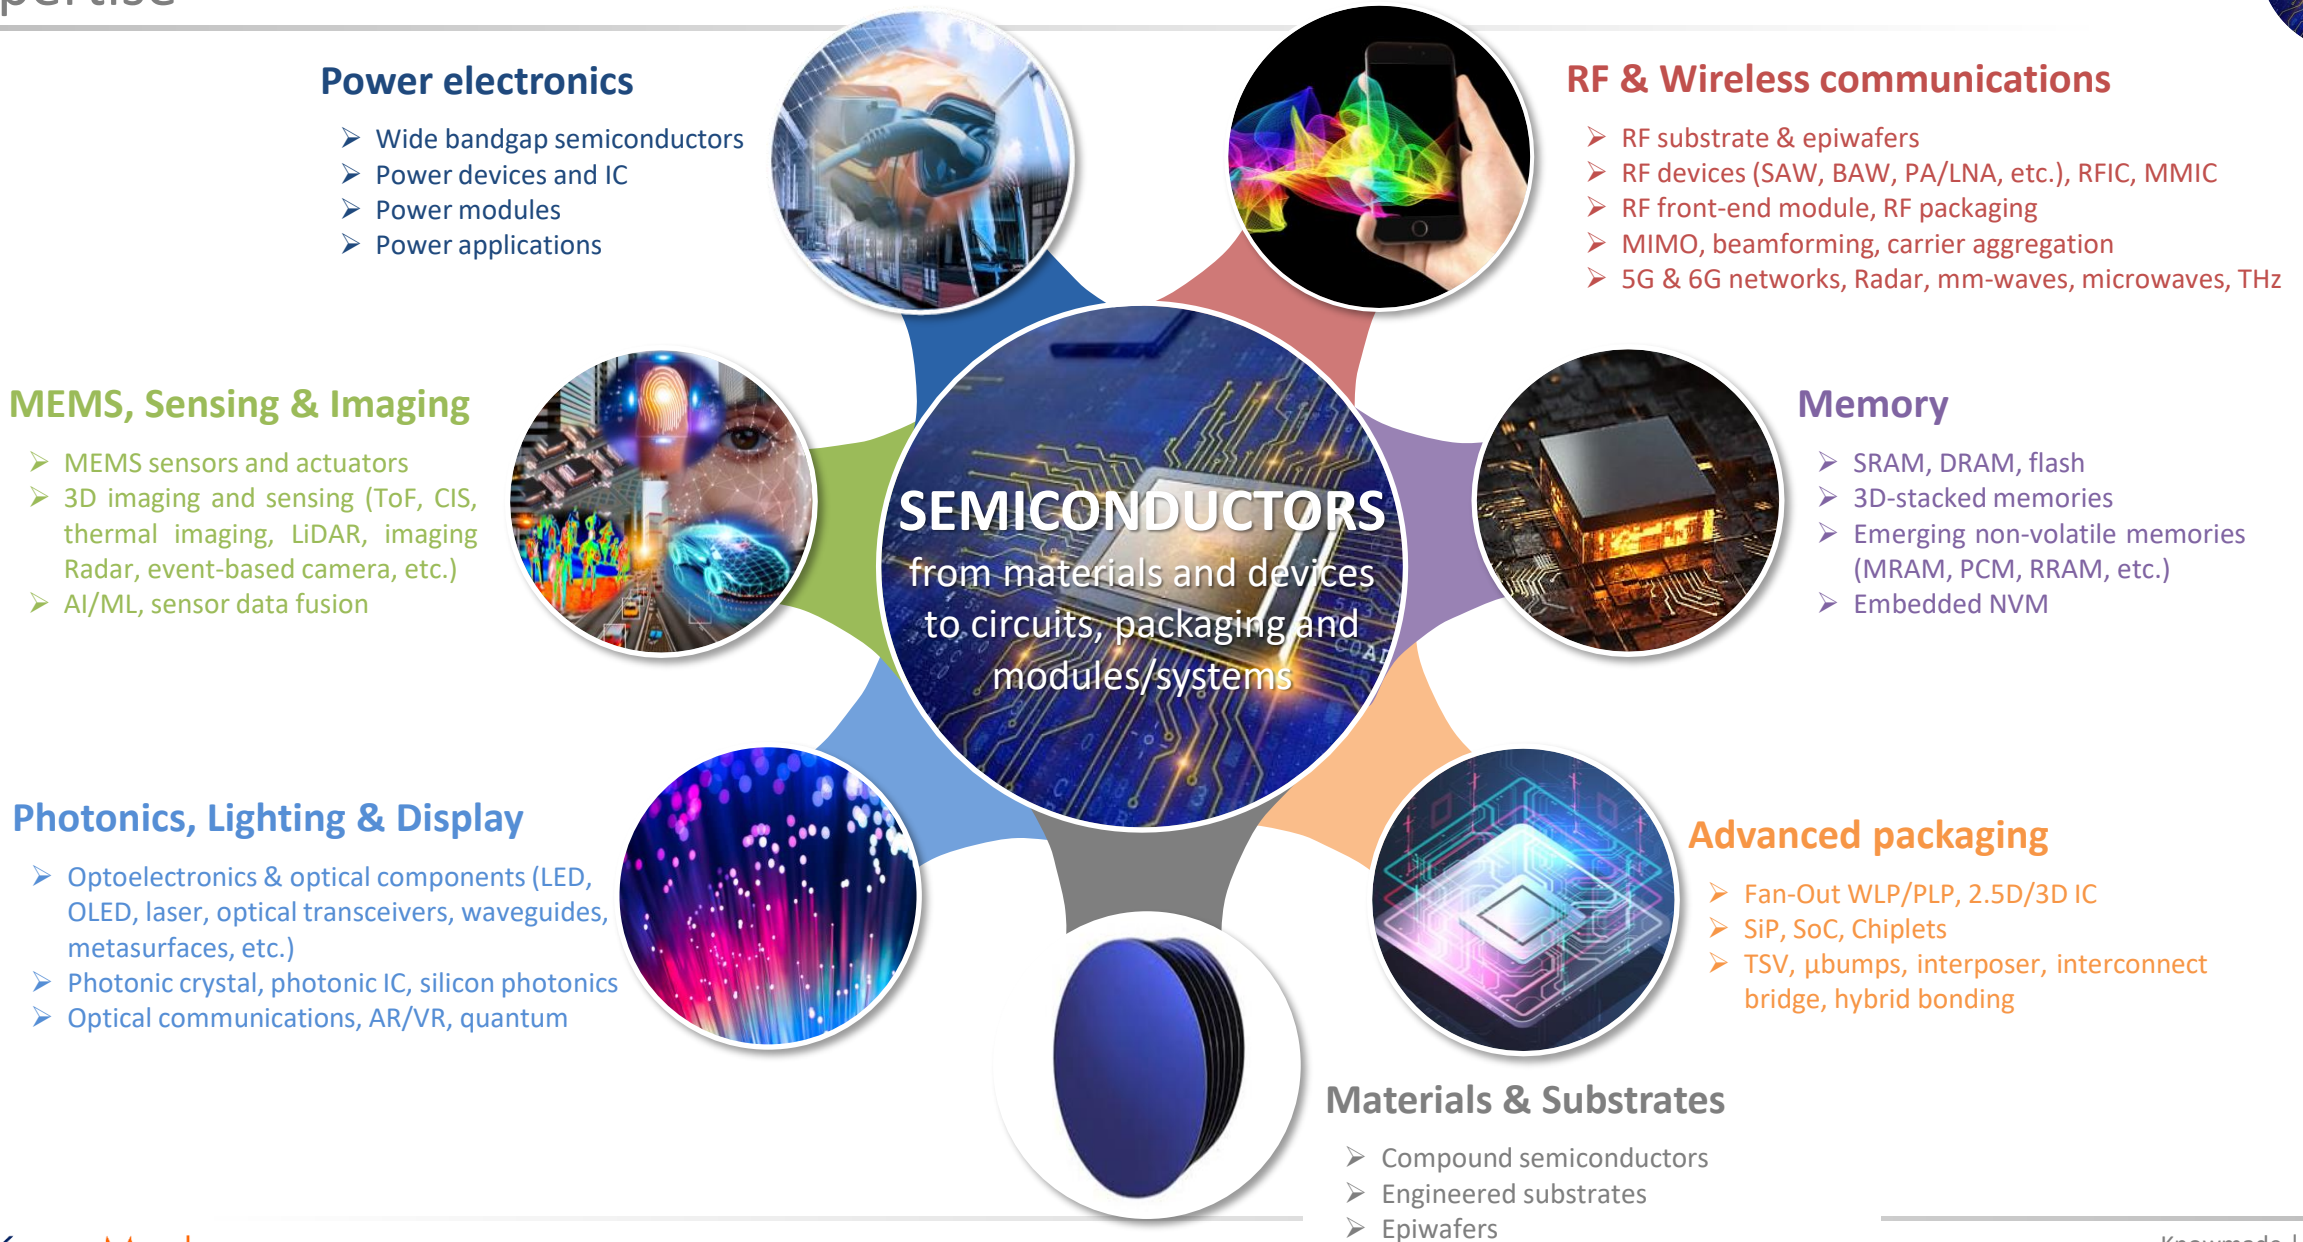 Power electronics
Wide bandgap semiconductors
Power devices and IC
Power modules
Power applications
RF & Wireless communications
RF substrate & epiwafers
RF devices (SAW, BAW, PA/LNA, etc.), RFIC, MMIC
RF front-end module, RF packaging
MIMO, beamforming, carrier aggregation
5G & 6G networks, Radar, mm-waves, microwaves, THz
MEMS, Sensing & Imaging
MEMS sensors and actuators
3D imaging and sensing (ToF, CIS,
thermal imaging, LiDAR, imaging
Radar, event-based camera, etc.)
AI/ML, sensor data fusion
SEMICONDUCTORS
from materials and devices
to circuits, packaging and
modules/systems
Memory
SRAM, DRAM, flash
3D-stacked memories
Emerging non-volatile memories
(MRAM, PCM, RRAM, etc.)
Embedded NVM
Photonics, Lighting & Display
Optoelectronics & optical components (LED,
OLED, laser, optical transceivers, waveguides,
metasurfaces, etc.)
Photonic crystal, photonic IC, silicon photonics
Optical communications, AR/VR, quantum
Advanced packaging
Fan-Out WLP/PLP, 2.5D/3D IC
SiP, SoC, Chiplets
TSV, µbumps, interposer, interconnect
bridge, hybrid bonding
Materials & Substrates
Compound semiconductors
Engineered substrates
Epiwafers